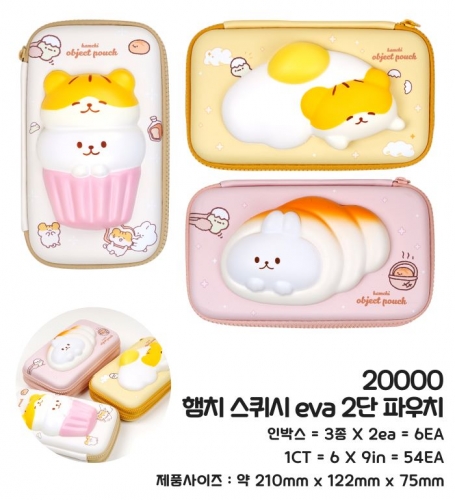 hamchi
object pouch
hamchi
object pouch
hamchi
object pouch
20000
햄치 스퀴시 eva 2단 파우치
인박스 = 3종 X 2ea = 6EA
1CT = 6 X 9in = 54EA
제품사이즈 : 약 210mm x 122mm x 75mm